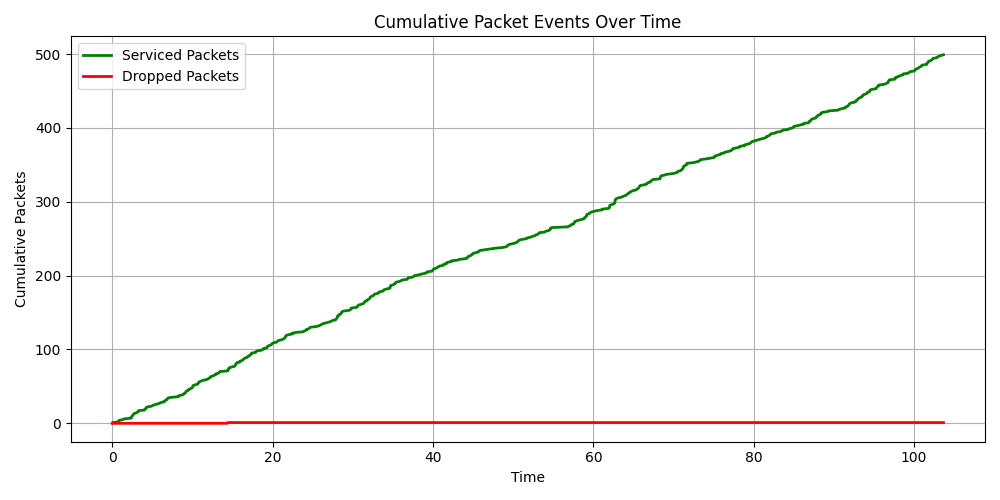 Cumulative Packet Events Over Time
Serviced Packets
Dropped Packets
Cumulative Packets
500
400
300
200
100
0
0 20 40 60 80 100
Time